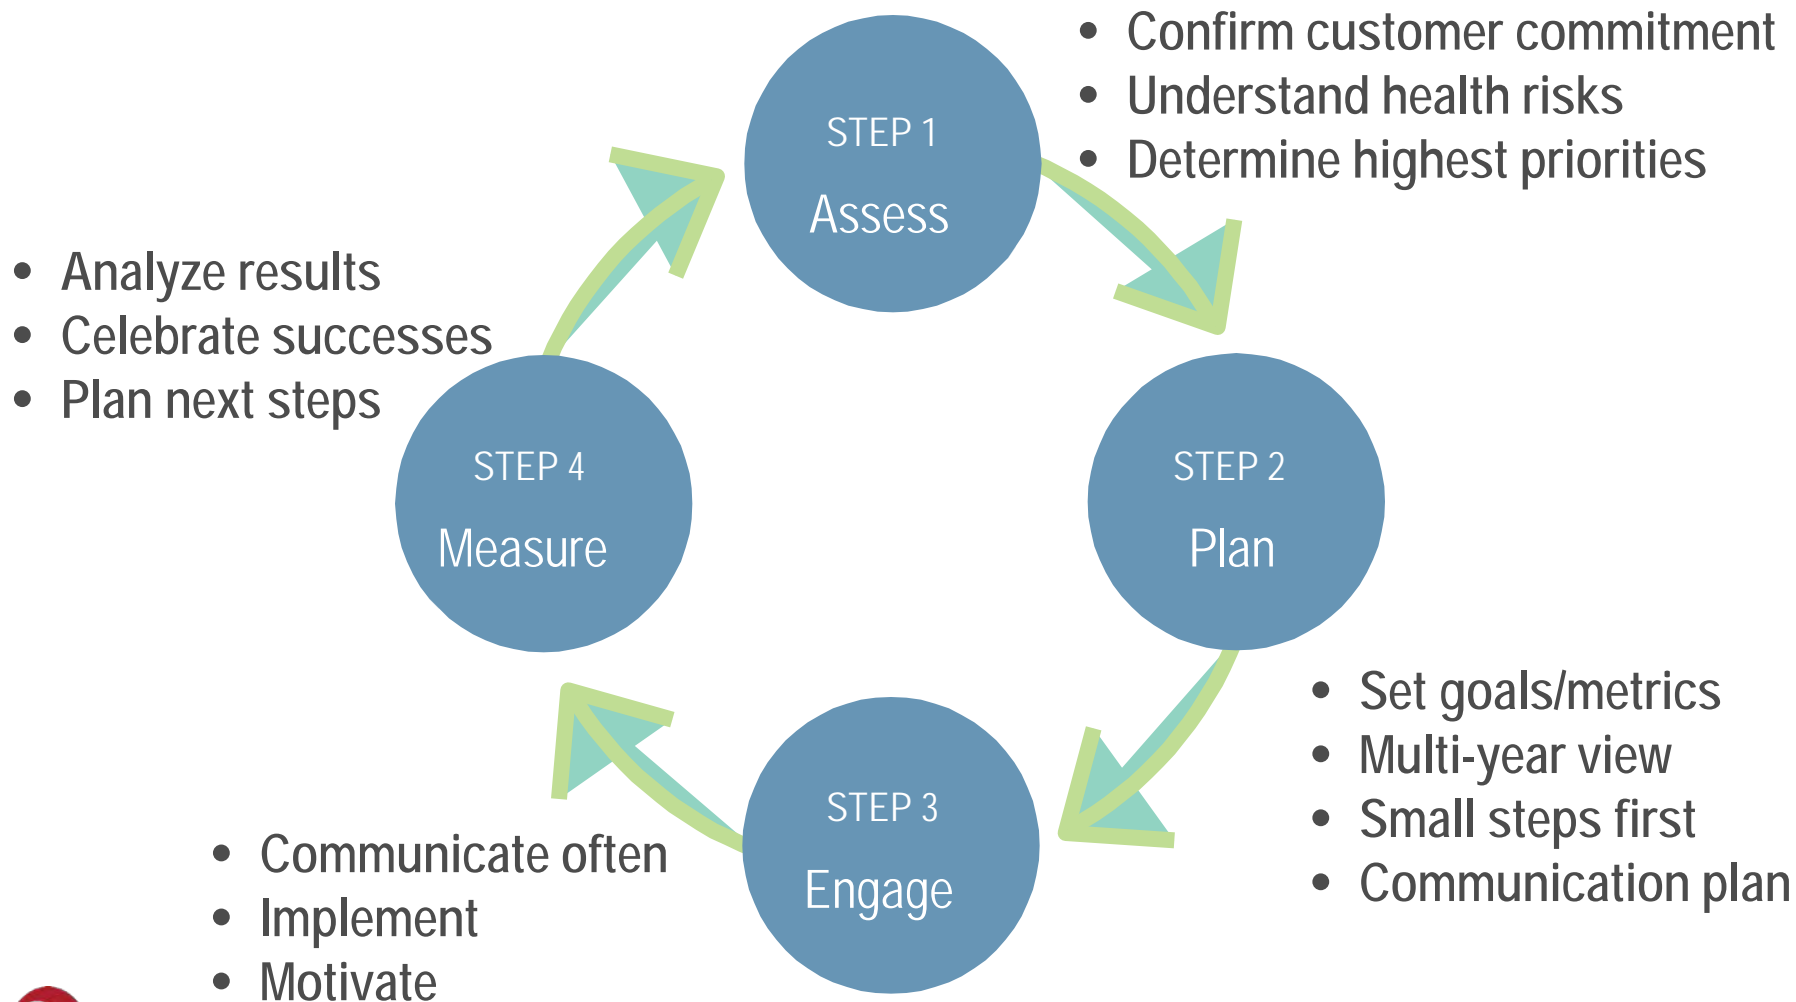 STEP 1
Assess
• Confirm customer commitment
• Understand health risks
• Determine highest priorities
STEP 2
Plan
• Set goals/metrics
• Multi-year view
• Small steps first
• Communication plan
STEP 3
Engage
• Communicate often
• Implement
• Motivate
STEP 4
Measure
• Analyze results
• Celebrate successes
• Plan next steps